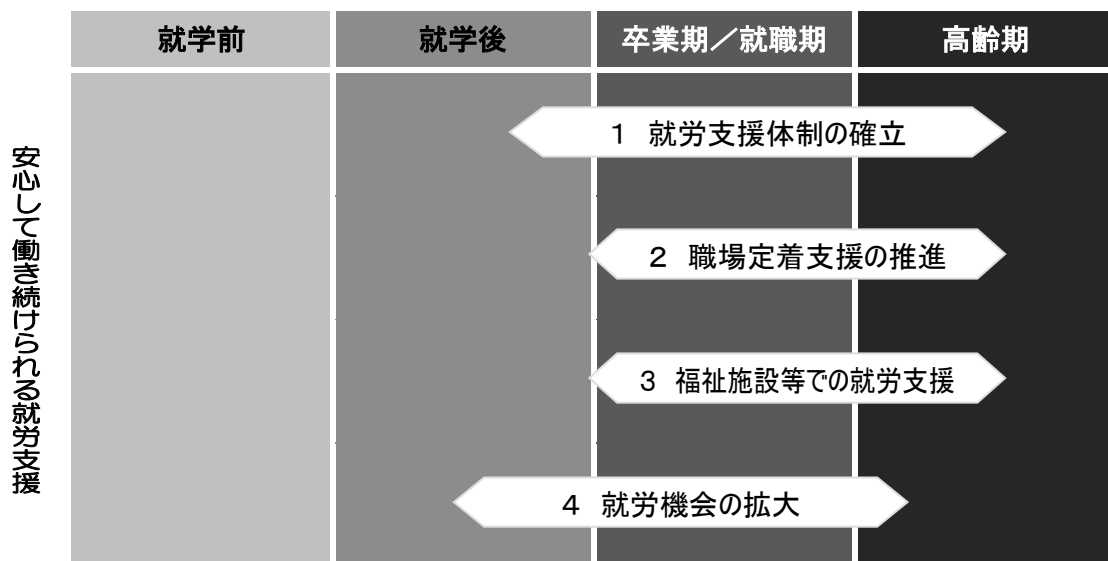 就学前
就学後
卒業期／就職期
高齢期
安心して働き続けられる就労支援
1 就労支援体制の確立
2 職場定着支援の推進
3 福祉施設等での就労支援
4 就労機会の拡大